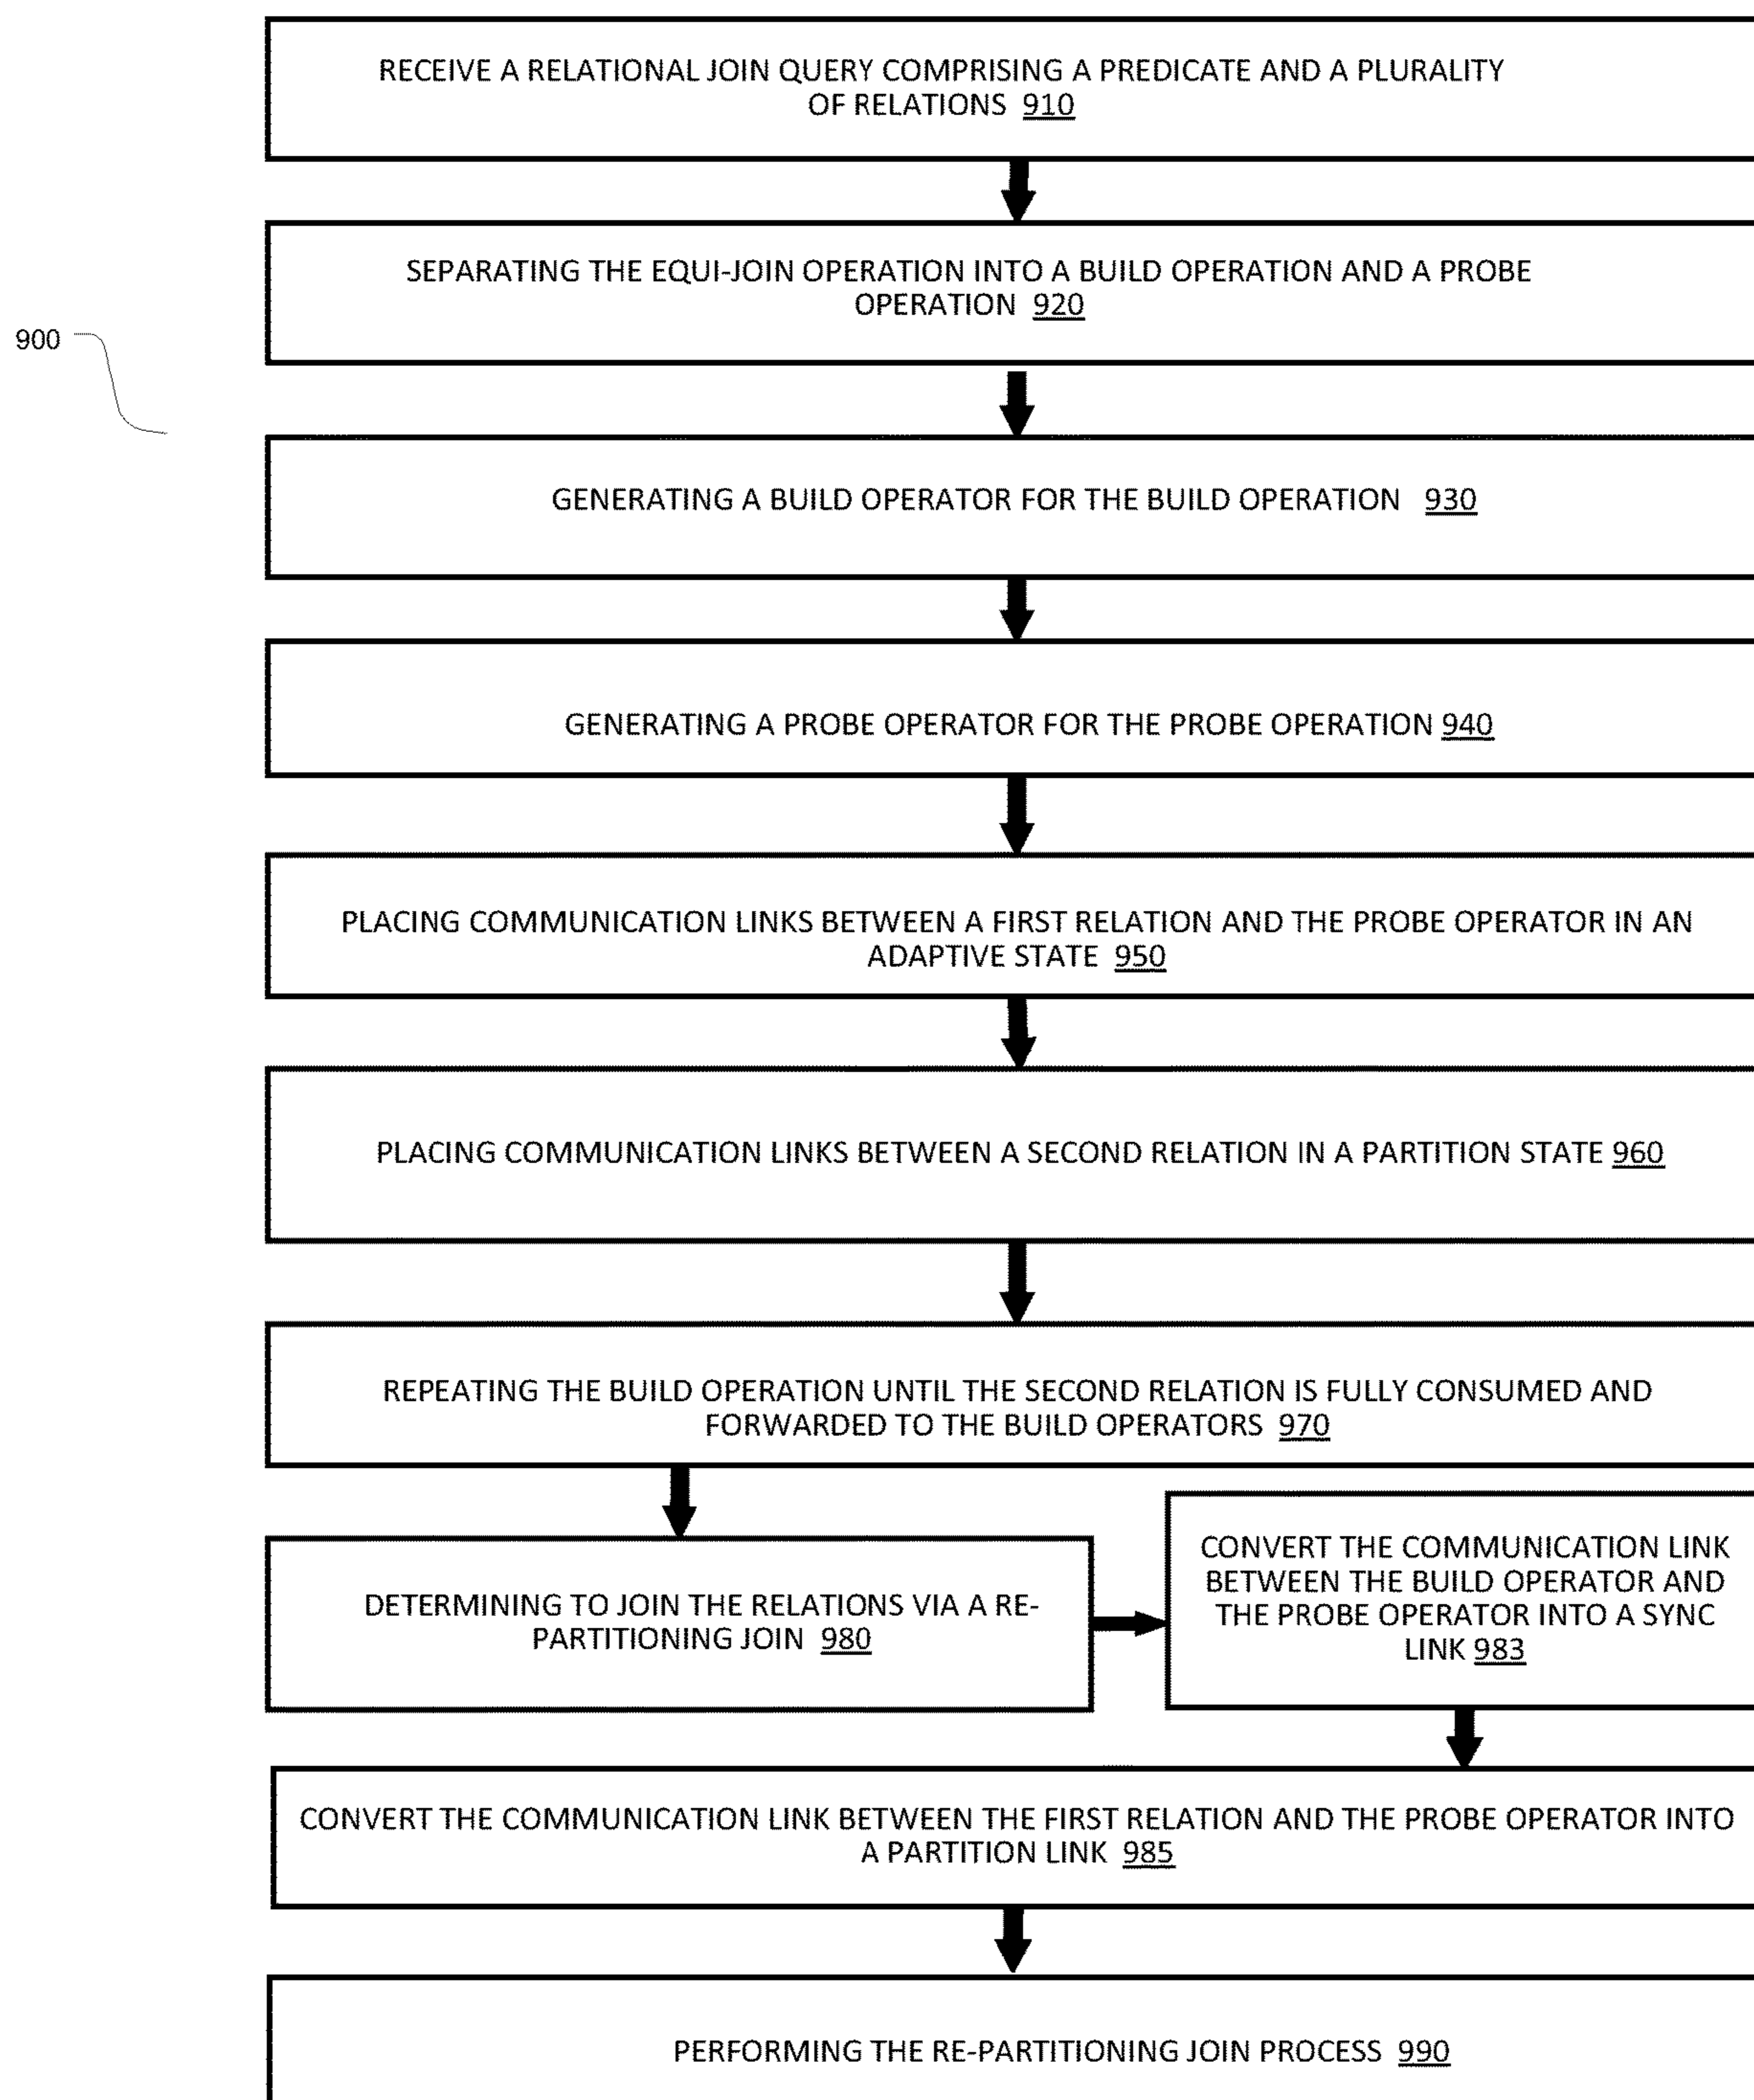 RECEIVE A RELATIONAL JOIN QUERY COMPRISING A PREDICATE AND A PLURALITY
OF RELATIONS 910
SEPARATING THE EQUI-JOIN OPERATION INTO A BUILD OPERATION AND A PROBE
OPERATION 920
900
GENERATING A BUILD OPERATOR FOR THE BUILD OPERATION 930
GENERATING A PROBE OPERATOR FOR THE PROBE OPERATION 940
PLACING COMMUNICATION LINKS BETWEEN A FIRST RELATION AND THE PROBE OPERATOR IN AN
ADAPTIVE STATE 950
PLACING COMMUNICATION LINKS BETWEEN A SECOND RELATION IN A PARTITION STATE 960
REPEATING THE BUILD OPERATION UNTIL THE SECOND RELATION IS FULLY CONSUMED AND
FORWARDED TO THE BUILD OPERATORS 970
DETERMINING TO JOIN THE RELATIONS VIA A RE-
PARTITIONING JOIN 980
CONVERT THE COMMUNICATION LINK
BETWEEN THE BUILD OPERATOR AND
THE PROBE OPERATOR INTO A SYNC
LINK 983
CONVERT THE COMMUNICATION LINK BETWEEN THE FIRST RELATION AND THE PROBE OPERATOR INTO
A PARTITION LINK 985
PERFORMING THE RE-PARTITIONING JOIN PROCESS 990